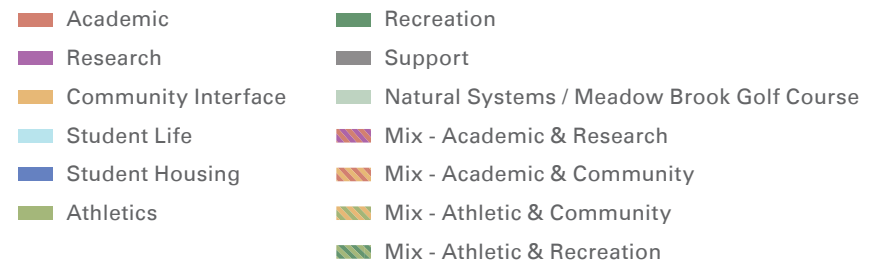 Academic
Research
Community Interface
Student Life
Student Housing
Athletics
Recreation
Support
Natural Systems / Meadow Brook Golf Course
Mix - Academic & Research
Mix - Academic & Community
Mix - Athletic & Community
Mix - Athletic & Recreation